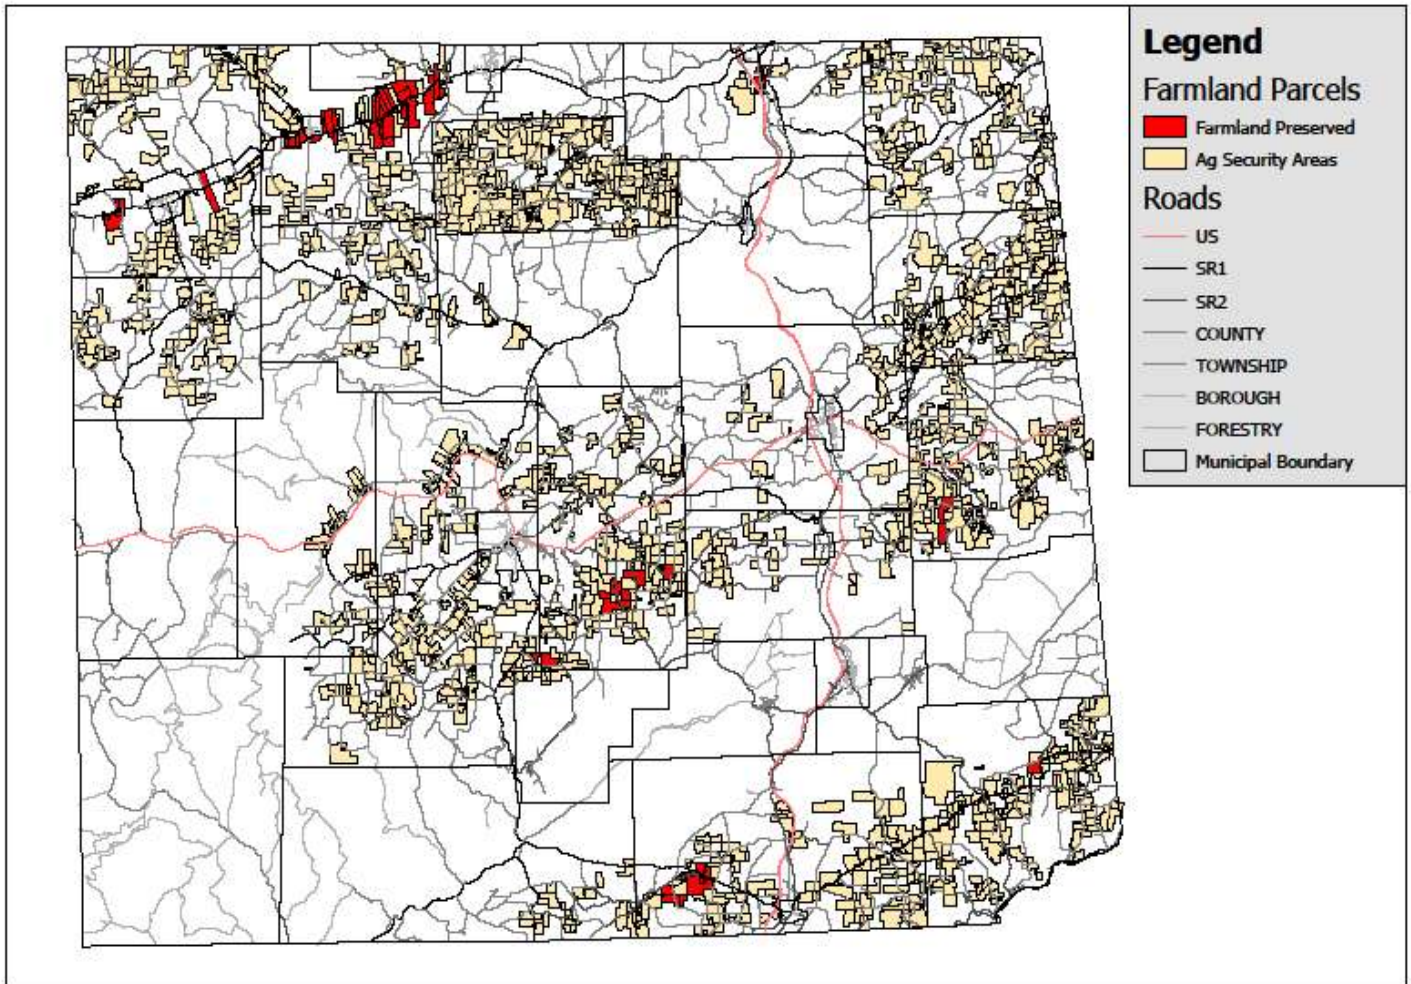 Legend
Farmland Parcels
Farmland Preserved
Ag Security Areas
Roads
US
SR1
SR2
COUNTY
TOWNSHIP
BOROUGH
FORESTRY
Municipal Boundary